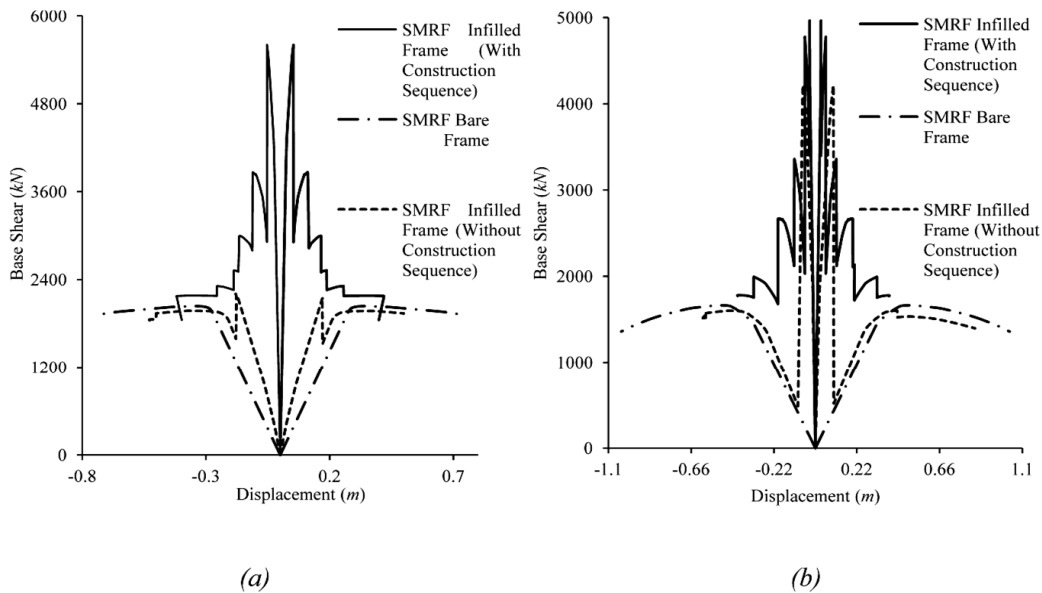 6000
4800
3600
2400
1200
0
Base Shear (kN)
-0.8
-0.3
0.2
0.7
Displacement (m)
SMRF Infilled
Frame (With
Construction
Sequence)
SMRF Bare
Frame
SMRF Infilled
Frame (Without
Construction
Sequence)
(a)
5000
4000
3000
2000
1000
0
Base Shear (kN)
-1.1
-0.66
-0.22
0.22
0.66
1.1
Displacement (m)
SMRF Infilled
Frame (With
Construction
Sequence)
SMRF Bare
Frame
SMRF Infilled
Frame (Without
Construction
Sequence)
(b)